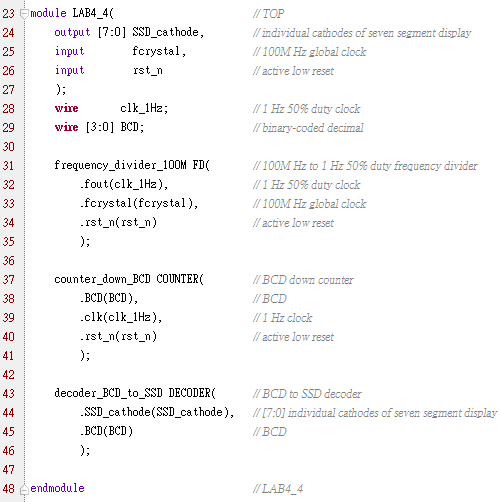 23 module LAB4_4( // TOP
24 output [7:0] SSD_cathode, // individual cathodes of seven segment display
25 input fcrystal, // 100M Hz global clock
26 input rst_n // active low reset
27 );
28 wire clk_1Hz; // 1 Hz 50% duty clock
29 wire [3:0] BCD; // binary-coded decimal
30
31 frequency_divider_100M FD( // 100M Hz to 1 Hz 50% duty frequency divider
32 .fout(clk_1Hz), // 1 Hz 50% duty clock
33 .fcrystal(fcrystal), // 100M Hz global clock
34 .rst_n(rst_n) // active low reset
35 );
36
37 counter_down_BCD COUNTER( // BCD down counter
38 .BCD(BCD), // BCD
39 .clk(clk_1Hz), // 1 Hz clock
40 .rst_n(rst_n) // active low reset
41 );
42
43 decoder_BCD_to_SSD DECODER( // BCD to SSD decoder
44 .SSD_cathode(SSD_cathode), // [7:0] individual cathodes of seven segment display
45 .BCD(BCD) // BCD
46 );
47
48 endmodule // LAB4_4